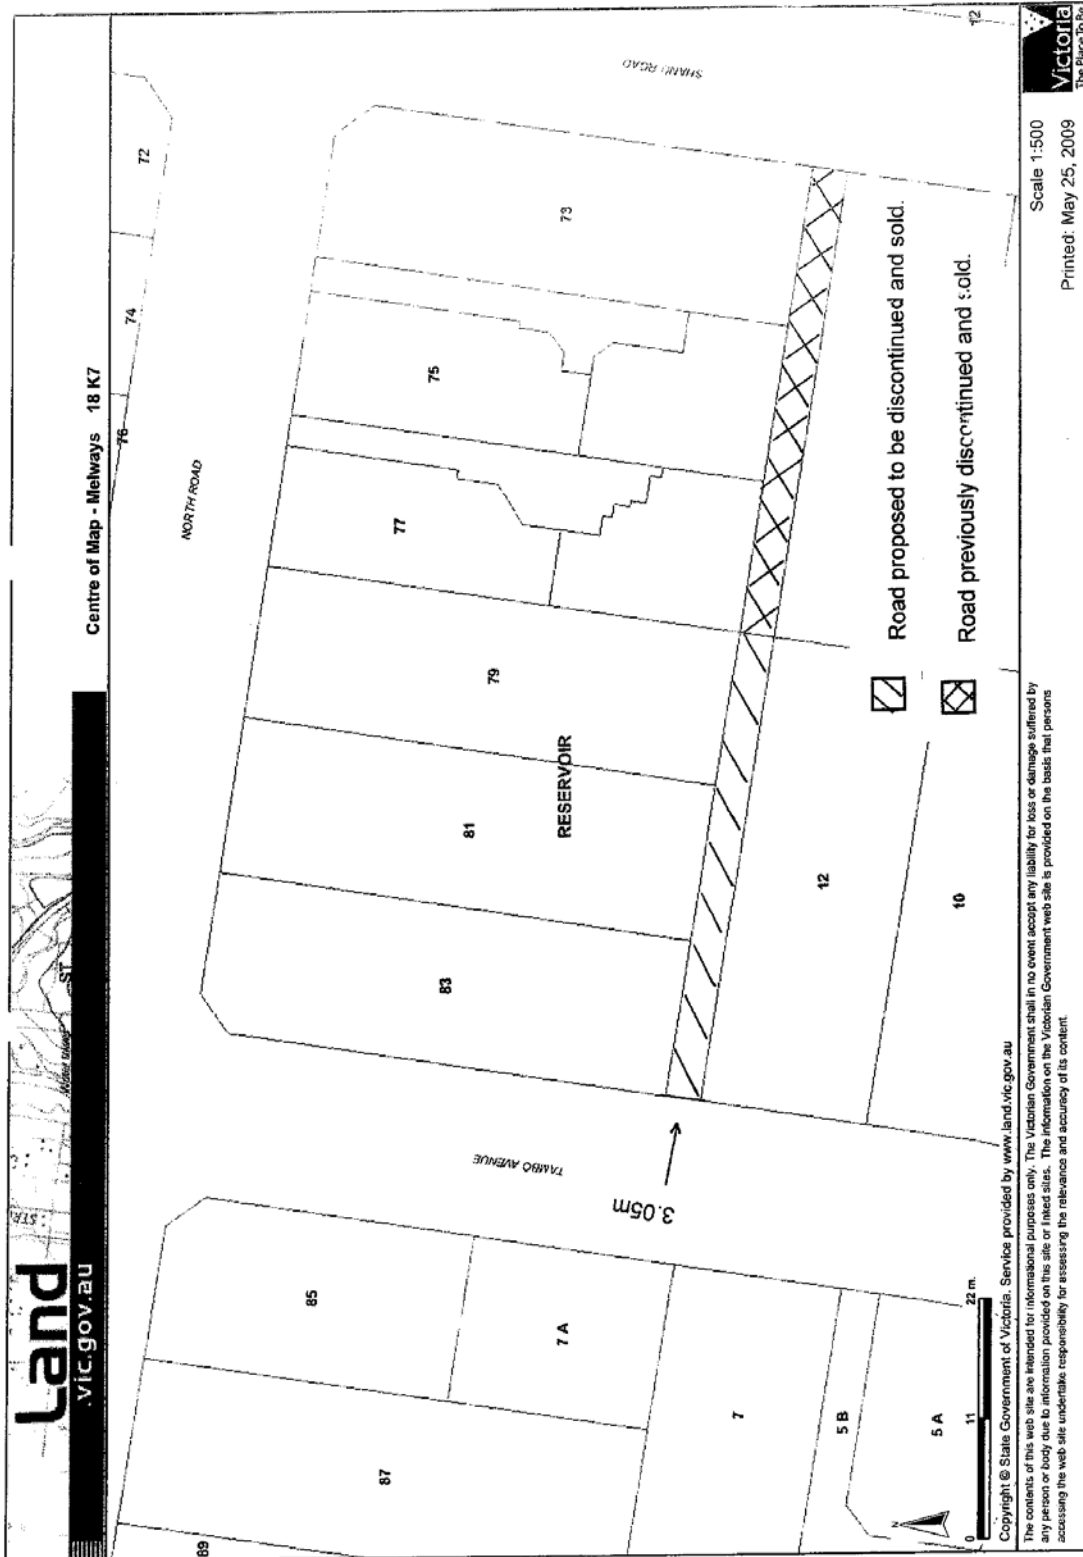 Land
.vic.gov.au
Centre of Map - Melways 18 K7
ST
76
74
72
NORTH ROAD
SHAND ROAD
89
87
85
83
81
79
77
75
73
RESERVOIR
7 A
7
5 B
5 A
TAMBO AVENUE
3.05m
12
10
12
Road proposed to be discontinued and sold.
Road previously discontinued and sold.
N
0 11 22 m.
Copyright © State Government of Victoria. Service provided by www.land.vic.gov.au
The contents of this web site are intended for informational purposes only. The Victorian Government shall in no event accept any liability for loss or damage suffered by
any person or body due to information provided on this site or linked sites. The information on the Victorian Government web site is provided on the basis that persons
accessing the web site undertake responsibility for assessing the relevance and accuracy of its content.
Scale 1:500
Printed: May 25, 2009
Victoria
The Place To Be